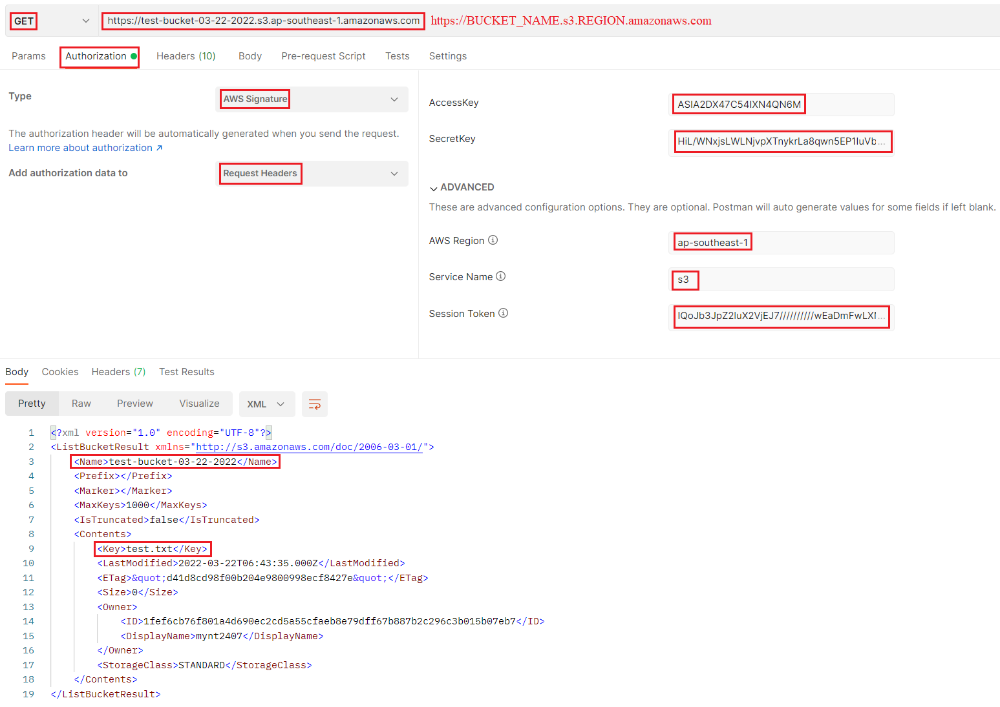 GET https://test-bucket-03-22-2022.s3.ap-southeast-1.amazonaws.com https://BUCKET_NAME.s3.REGION.amazonaws.com
Params Authorization Headers (10) Body Pre-request Script Tests Settings
Type AWS Signature
The authorization header will be automatically generated when you send the request.
Learn more about authorization ↗
Add authorization data to Request Headers
AccessKey ASIA2DX47C54IXN4QN6M
SecretKey HiL/WNxjsLWLNjvpXTnykrLa8qwn5EP1IuVb...
ADVANCED
These are advanced configuration options. They are optional. Postman will auto generate values for some fields if left blank.
AWS Region ap-southeast-1
Service Name s3
Session Token IQoJb3JpZ2luX2VjEJ7//////////wEaDmFwLXI...
Body Cookies Headers (7) Test Results
Pretty Raw Preview Visualize XML
1 <?xml version="1.0" encoding="UTF-8"?>
2 <ListBucketResult xmlns="http://s3.amazonaws.com/doc/2006-03-01/">
3 <Name>test-bucket-03-22-2022</Name>
4 <Prefix></Prefix>
5 <Marker></Marker>
6 <MaxKeys>1000</MaxKeys>
7 <IsTruncated>false</IsTruncated>
8 <Contents>
9 <Key>test.txt</Key>
10 <LastModified>2022-03-22T06:43:35.000Z</LastModified>
11 <ETag>&quot;d41d8cd98f00b204e9800998ecf8427e&quot;</ETag>
12 <Size>0</Size>
13 <Owner>
14 <ID>1fef6cb76f801a4d690ec2cd5a55cfaeb8e79dff67b887b2c296c3b015b07eb7</ID>
15 <DisplayName>mynt2407</DisplayName>
16 </Owner>
17 <StorageClass>STANDARD</StorageClass>
18 </Contents>
19 </ListBucketResult>